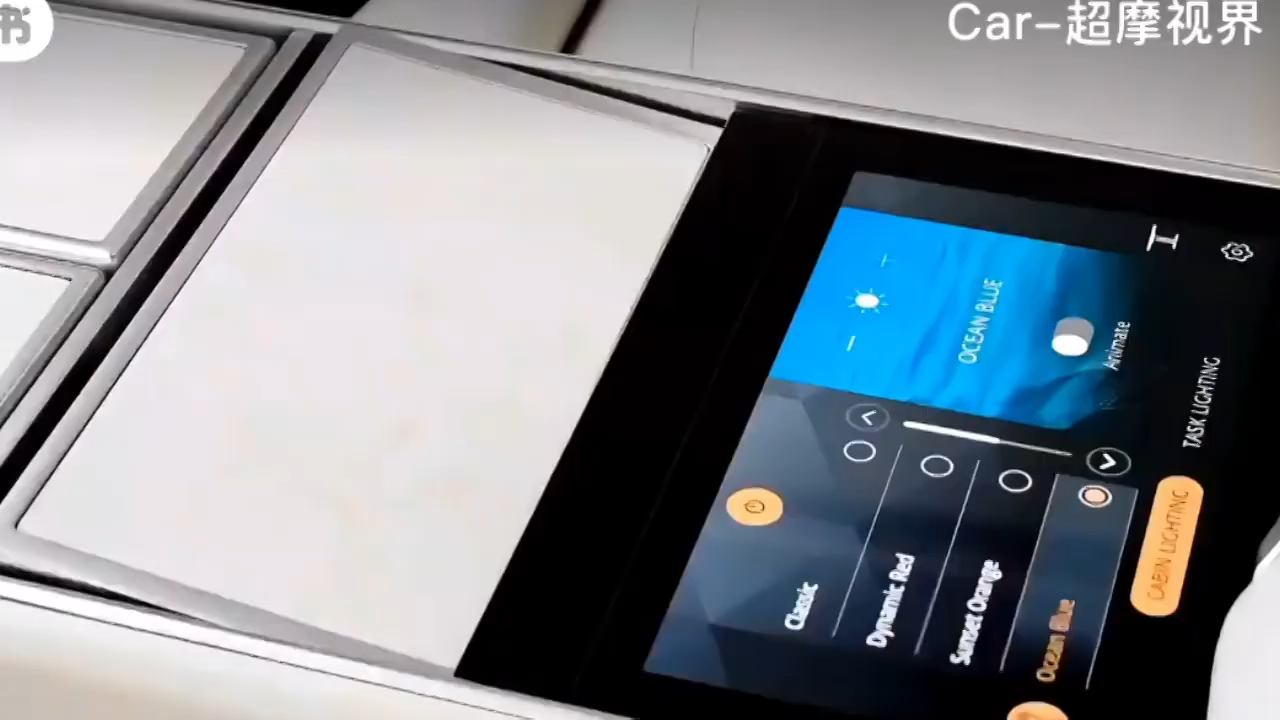 书
Car-超摩视界
OCEAN BLUE
Animate
TASK LIGHTING
CABIN LIGHTING
Classic
Dynamic Red
Sunset Orange
Ocean Blue